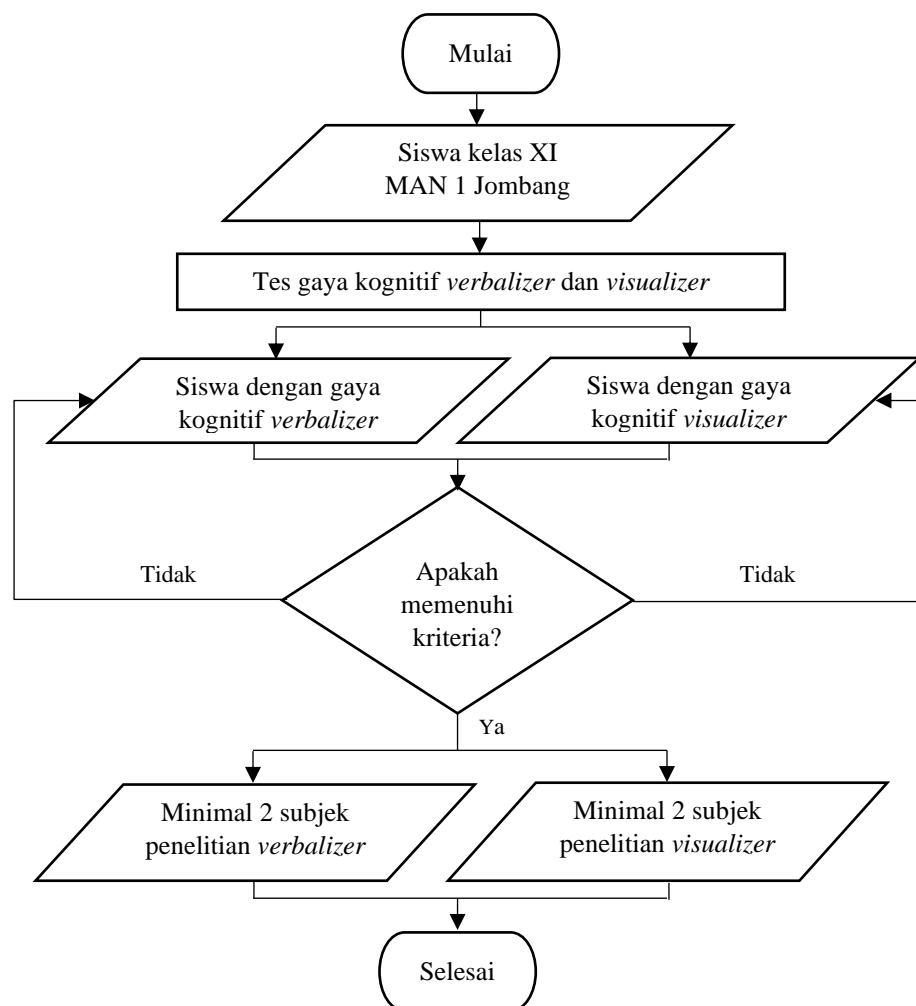 Mulai
Siswa kelas XI
MAN 1 Jombang
Tes gaya kognitif verbalizer dan visualizer
Siswa dengan gaya
kognitif verbalizer
Siswa dengan gaya
kognitif visualizer
Tidak
Apakah
memenuhi
kriteria?
Tidak
Ya
Minimal 2 subjek
penelitian verbalizer
Minimal 2 subjek
penelitian visualizer
Selesai